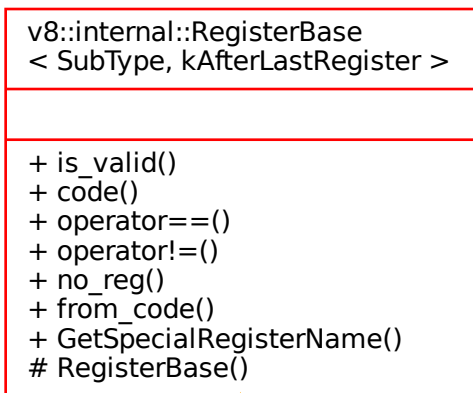 v8::internal::RegisterBase
< SubType, kAfterLastRegister >
+ is_valid()
+ code()
+ operator==()
+ operator!=()
+ no_reg()
+ from_code()
+ GetSpecialRegisterName()
# RegisterBase()